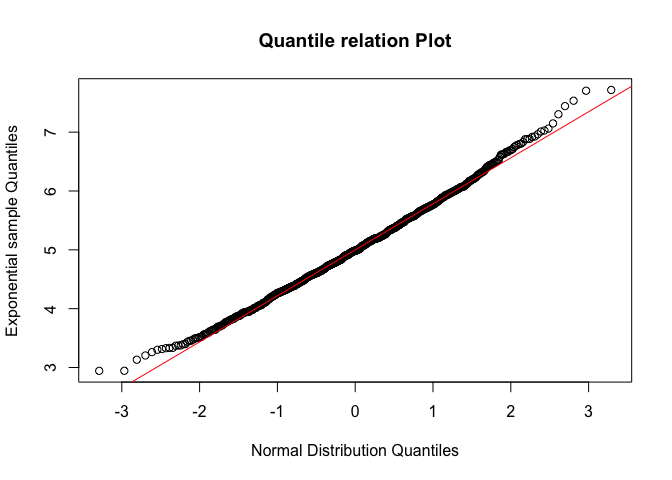 Quantile relation Plot
Exponential sample Quantiles
7
6
5
4
3
-3 -2 -1 0 1 2 3
Normal Distribution Quantiles